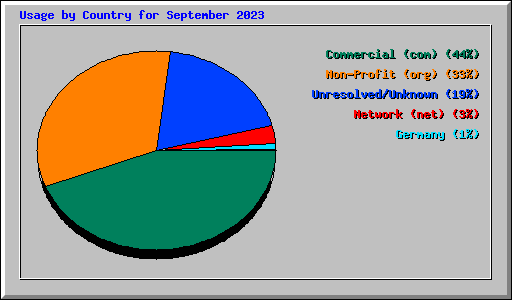 Usage by Country for September 2023
Commercial (com) (44%)
Non-Profit (org) (33%)
Unresolved/Unknown (19%)
Network (net) (3%)
Germany (1%)